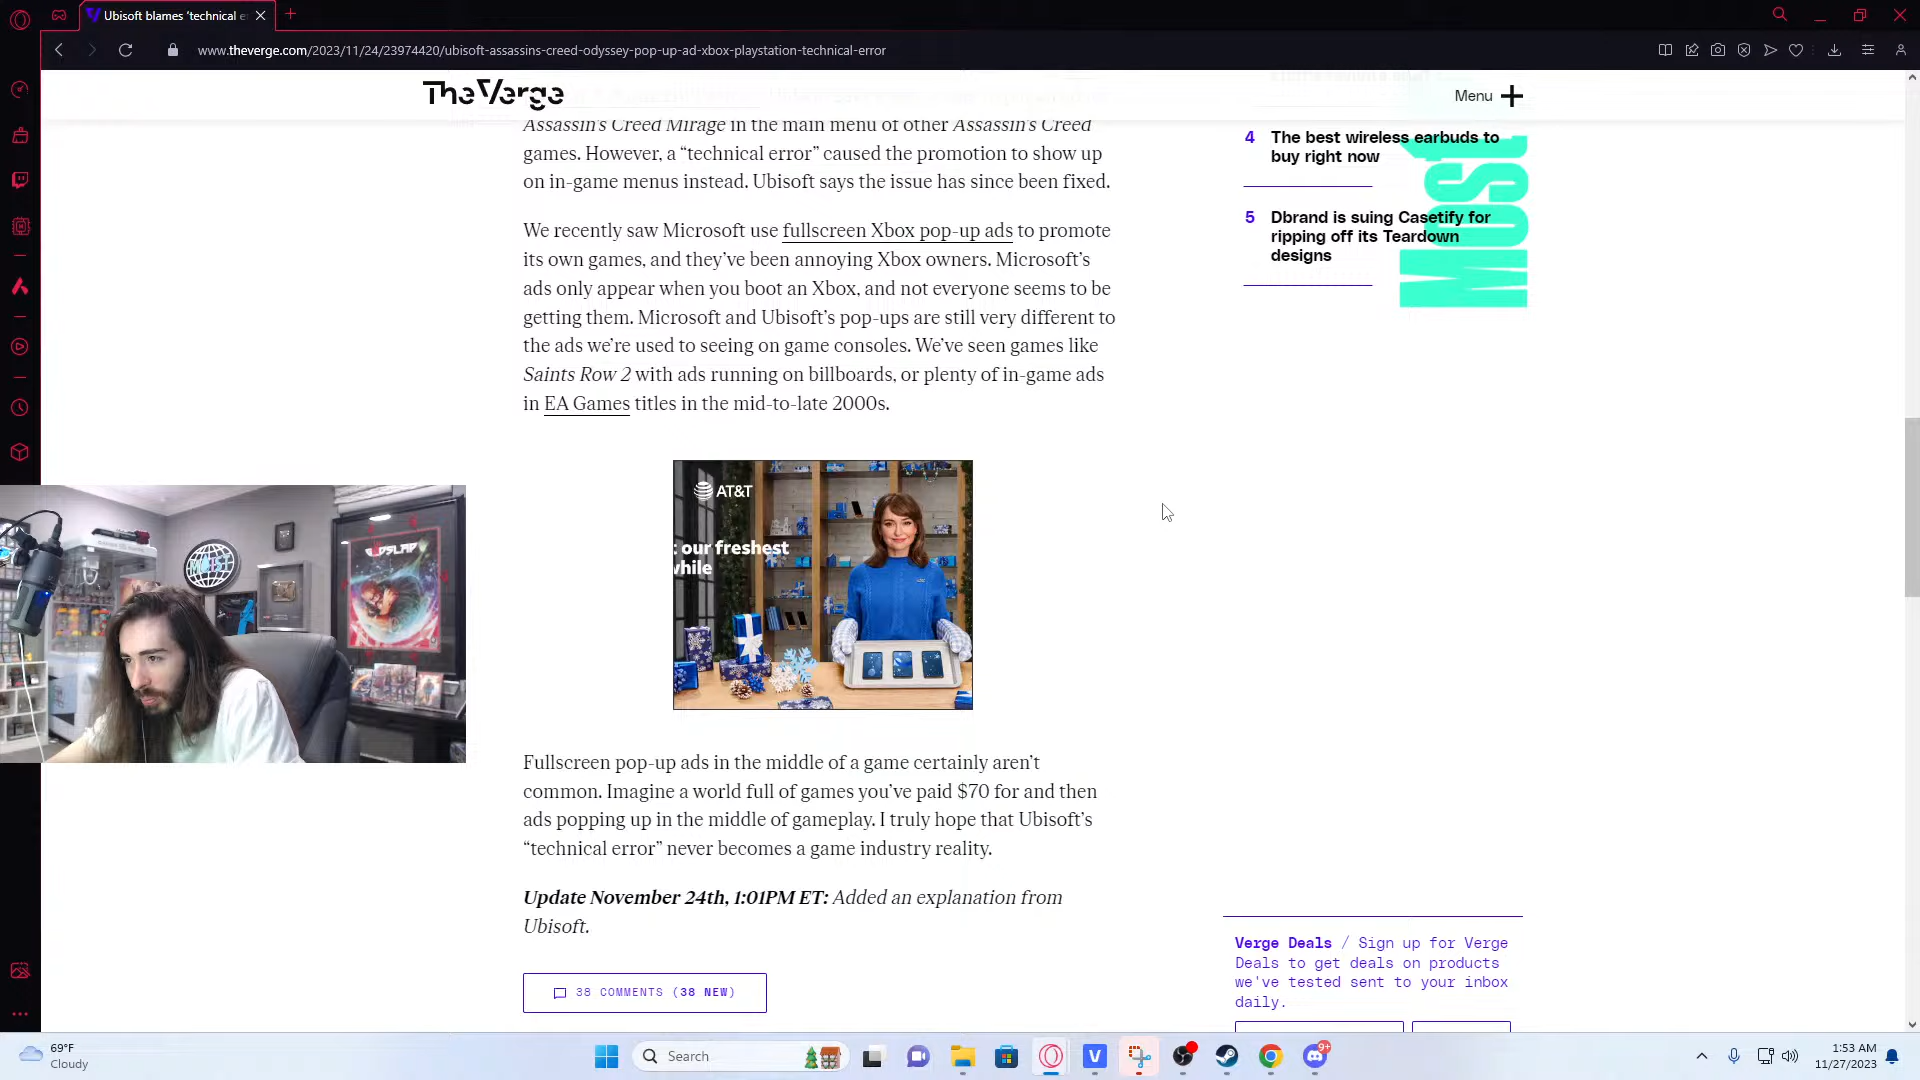 Ubisoft blames 'technical e
www.theverge.com/2023/11/24/23974420/ubisoft-assassins-creed-odyssey-pop-up-ad-xbox-playstation-technical-error
The Verge
Menu
Assassin's Creed Mirage in the main menu of other Assassin's Creed
games. However, a “technical error” caused the promotion to show up
on in-game menus instead. Ubisoft says the issue has since been fixed.
We recently saw Microsoft use fullscreen Xbox pop-up ads to promote
its own games, and they’ve been annoying Xbox owners. Microsoft’s
ads only appear when you boot an Xbox, and not everyone seems to be
getting them. Microsoft and Ubisoft’s pop-ups are still very different to
the ads we’re used to seeing on game consoles. We’ve seen games like
Saints Row 2 with ads running on billboards, or plenty of in-game ads
in EA Games titles in the mid-to-late 2000s.
AT&T
our freshest
while
Fullscreen pop-up ads in the middle of a game certainly aren’t
common. Imagine a world full of games you’ve paid $70 for and then
ads popping up in the middle of gameplay. I truly hope that Ubisoft’s
“technical error” never becomes a game industry reality.
Update November 24th, 1:01PM ET: Added an explanation from
Ubisoft.
38 COMMENTS (38 NEW)
4 The best wireless earbuds to
buy right now
5 Dbrand is suing Casetify for
ripping off its Teardown
designs
MOST
Verge Deals / Sign up for Verge
Deals to get deals on products
we've tested sent to your inbox
daily.
69°F
Cloudy
Search
9+
1:53 AM
11/27/2023